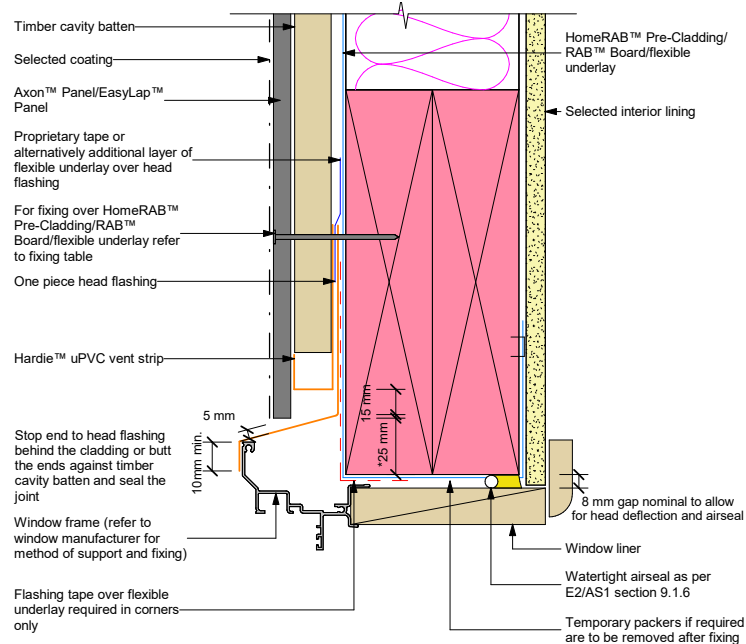 Timber cavity batten
Selected coating
Axon™ Panel/EasyLap™
Panel
Proprietary tape or
alternatively additional layer of
flexible underlay over head
flashing
For fixing over HomeRAB™
Pre-Cladding/RAB™
Board/flexible underlay refer
to fixing table
One piece head flashing
Hardie™ uPVC vent strip
5 mm
Stop end to head flashing
behind the cladding or butt
the ends against timber
cavity batten and seal the
joint
10mm min.
Window frame (refer to
window manufacturer for
method of support and fixing)
Flashing tape over flexible
underlay required in corners
only
15 mm
*25 mm
HomeRAB™ Pre-Cladding/
RAB™ Board/flexible
underlay
Selected interior lining
8 mm gap nominal to allow
for head deflection and airseal
Window liner
Watertight airseal as per
E2/AS1 section 9.1.6
Temporary packers if required
are to be removed after fixing